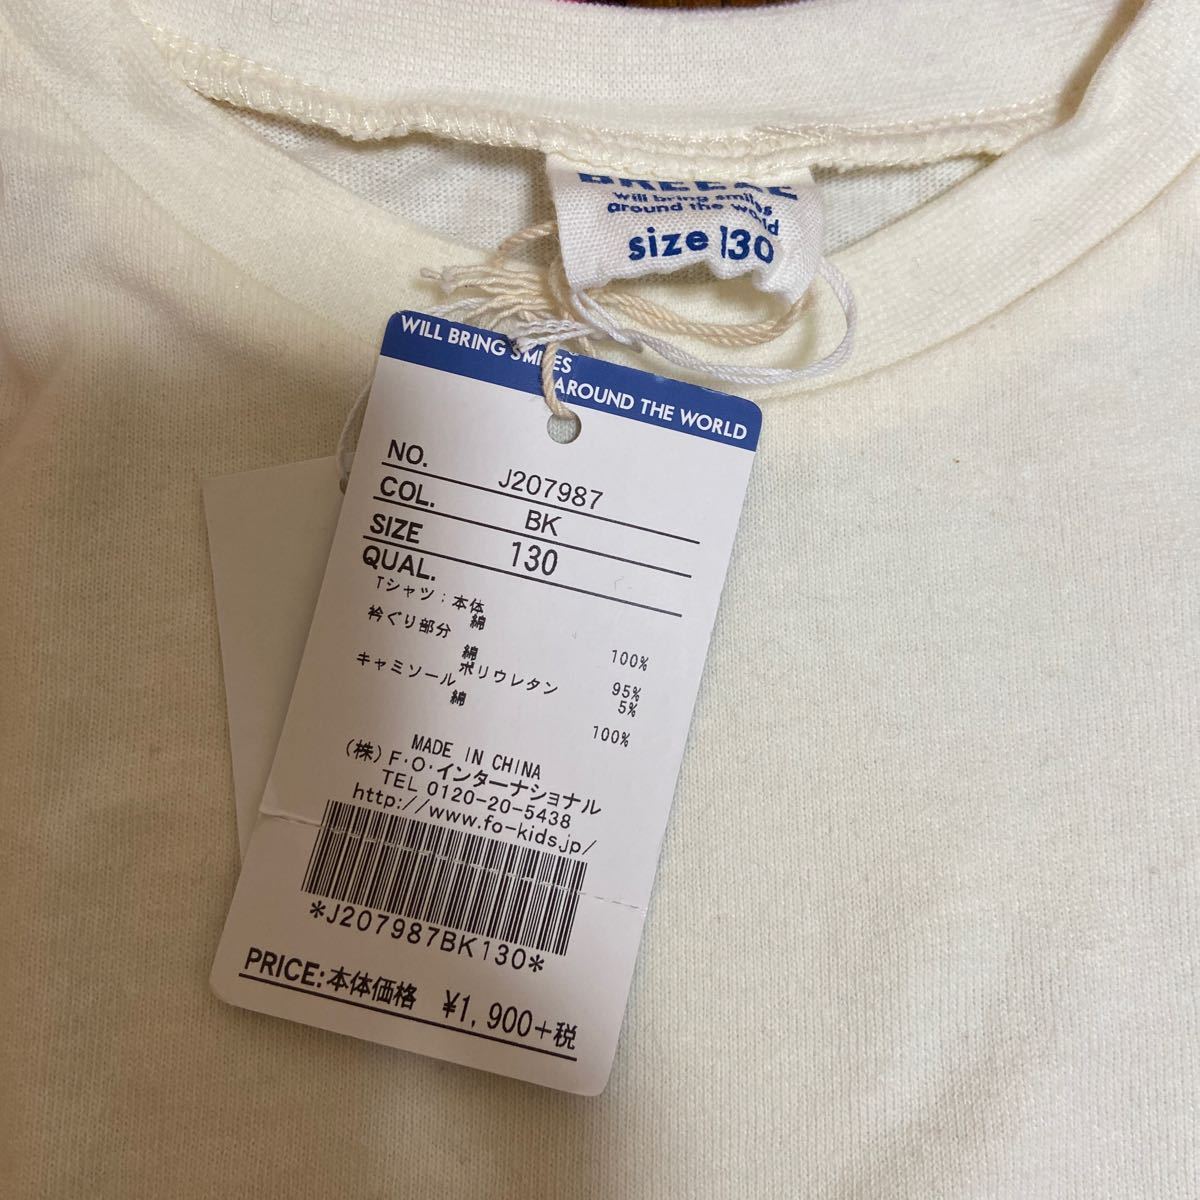 BREEZE
will bring smiles
around the world
size 130
WILL BRING SMILES
AROUND THE WORLD
NO. J207987
COL. BK
SIZE 130
QUAL.
Tシャツ:本体
綿 100%
衿ぐり部分
綿 95%
ポリウレタン 5%
キャミソール
綿 100%
MADE IN CHINA
(株)F・O・インターナショナル
TEL 0120-20-5438
http://www.fo-kids.jp/
*J207987BK130*
PRICE:本体価格 ¥1,900+税